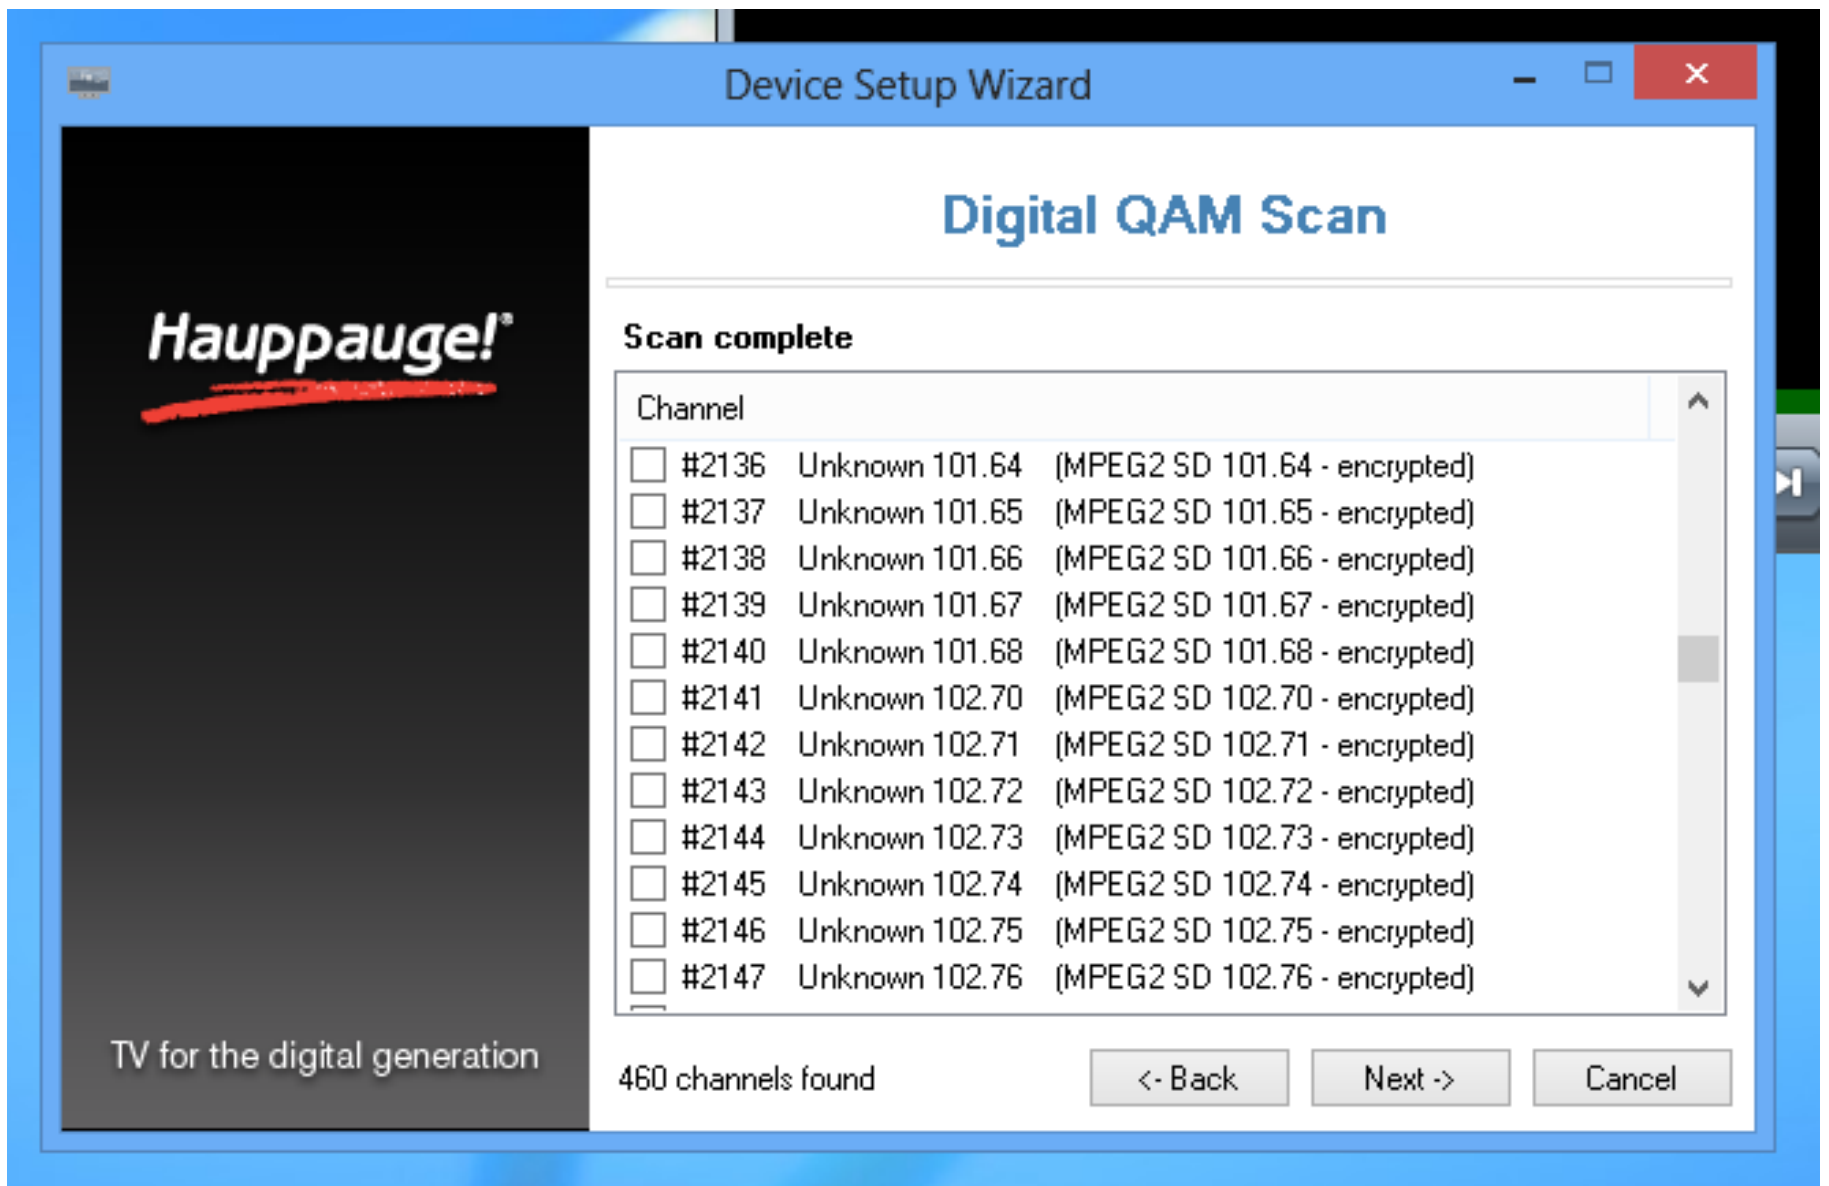 Device Setup Wizard
Hauppauge!®
TV for the digital generation
Digital QAM Scan
Scan complete
Channel
#2136 Unknown 101.64 (MPEG2 SD 101.64 - encrypted)
#2137 Unknown 101.65 (MPEG2 SD 101.65 - encrypted)
#2138 Unknown 101.66 (MPEG2 SD 101.66 - encrypted)
#2139 Unknown 101.67 (MPEG2 SD 101.67 - encrypted)
#2140 Unknown 101.68 (MPEG2 SD 101.68 - encrypted)
#2141 Unknown 102.70 (MPEG2 SD 102.70 - encrypted)
#2142 Unknown 102.71 (MPEG2 SD 102.71 - encrypted)
#2143 Unknown 102.72 (MPEG2 SD 102.72 - encrypted)
#2144 Unknown 102.73 (MPEG2 SD 102.73 - encrypted)
#2145 Unknown 102.74 (MPEG2 SD 102.74 - encrypted)
#2146 Unknown 102.75 (MPEG2 SD 102.75 - encrypted)
#2147 Unknown 102.76 (MPEG2 SD 102.76 - encrypted)
460 channels found
<- Back
Next ->
Cancel